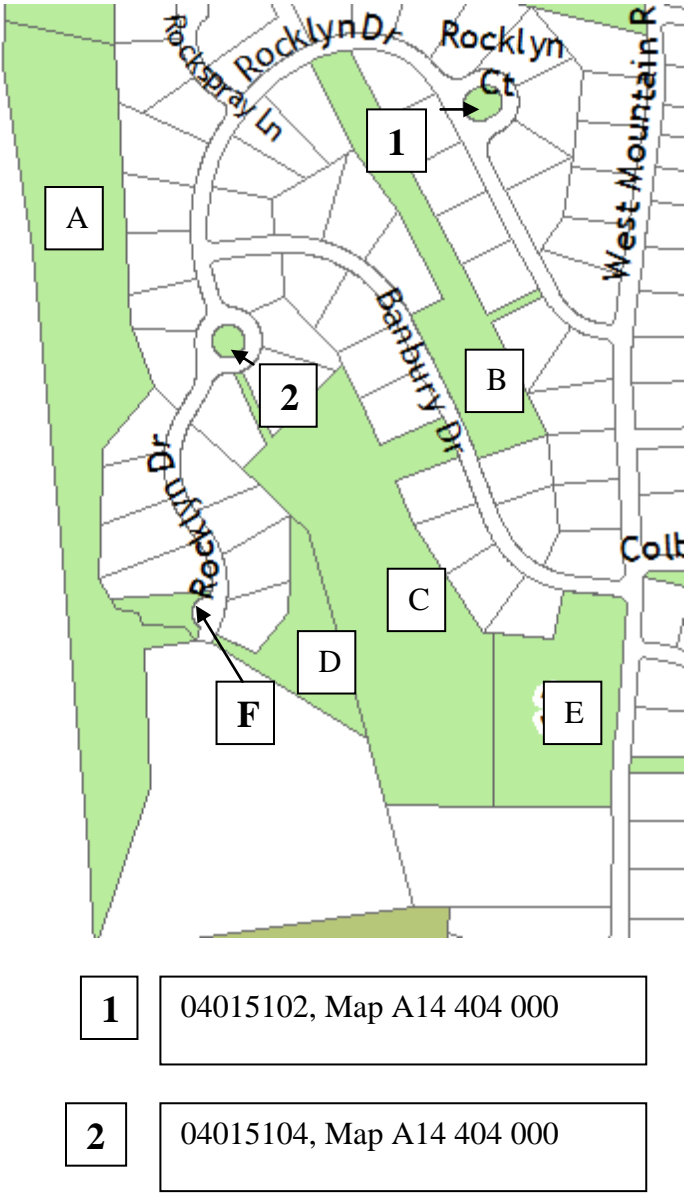 Rocklyn Dr
Rocklyn
Ct
Rockspray Ln
West Mountain R
1
A
Banbury Dr
B
2
Rocklyn Dr
Colb
C
D
F
E
1
04015102, Map A14 404 000
2
04015104, Map A14 404 000